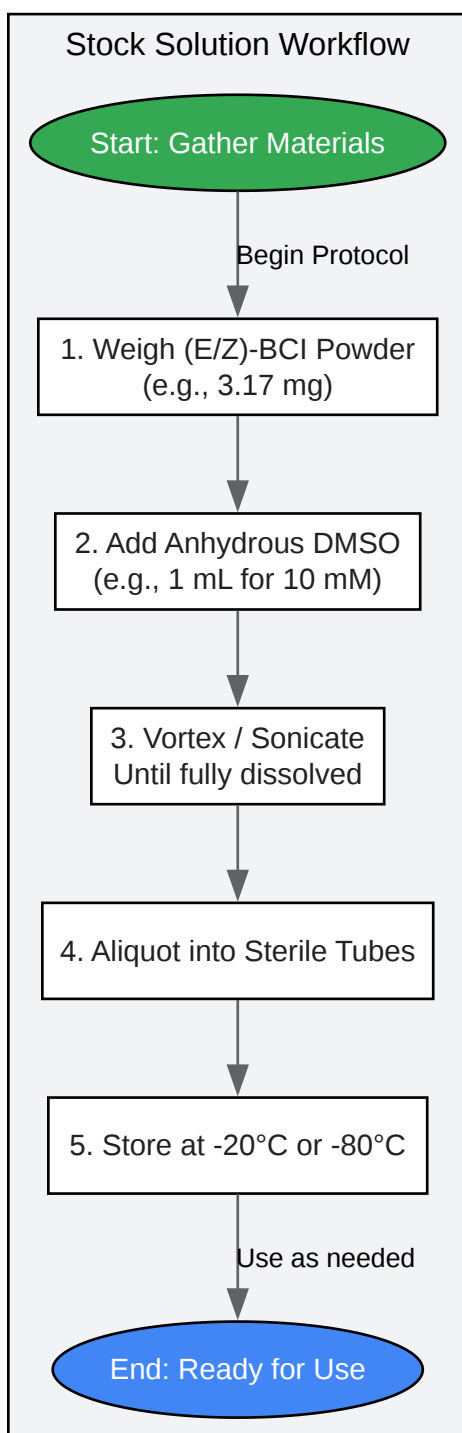 Stock Solution Workflow
Start: Gather Materials
Begin Protocol
1. Weigh (E/Z)-BCI Powder
(e.g., 3.17 mg)
2. Add Anhydrous DMSO
(e.g., 1 mL for 10 mM)
3. Vortex / Sonicate
Until fully dissolved
4. Aliquot into Sterile Tubes
5. Store at -20°C or -80°C
Use as needed
End: Ready for Use